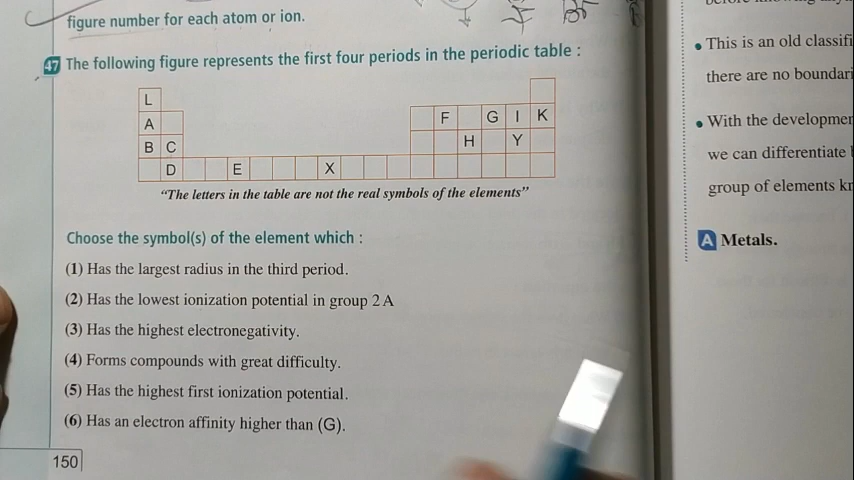 figure number for each atom or ion.
47 The following figure represents the first four periods in the periodic table :
L
A F G I K
B C H Y
D E X
“The letters in the table are not the real symbols of the elements”
Choose the symbol(s) of the element which :
(1) Has the largest radius in the third period.
(2) Has the lowest ionization potential in group 2 A
(3) Has the highest electronegativity.
(4) Forms compounds with great difficulty.
(5) Has the highest first ionization potential.
(6) Has an electron affinity higher than (G).
150
• This is an old classifi
there are no boundari
• With the developmen
we can differentiate
group of elements kn
A Metals.